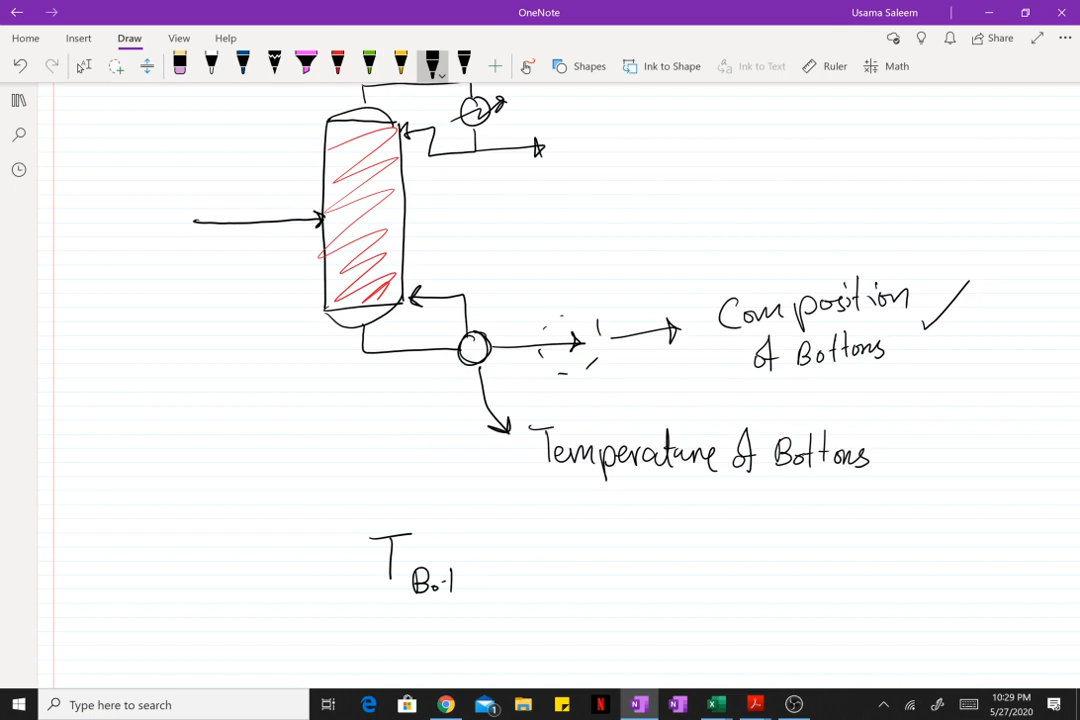 OneNote
Usama Saleem
Home Insert Draw View Help
Share
Shapes
Ink to Shape
Ink to Text
Ruler
Math
Composition
of Bottoms
Temperature of Bottoms
T
Type here to search
1
10:29 PM
5/27/2020